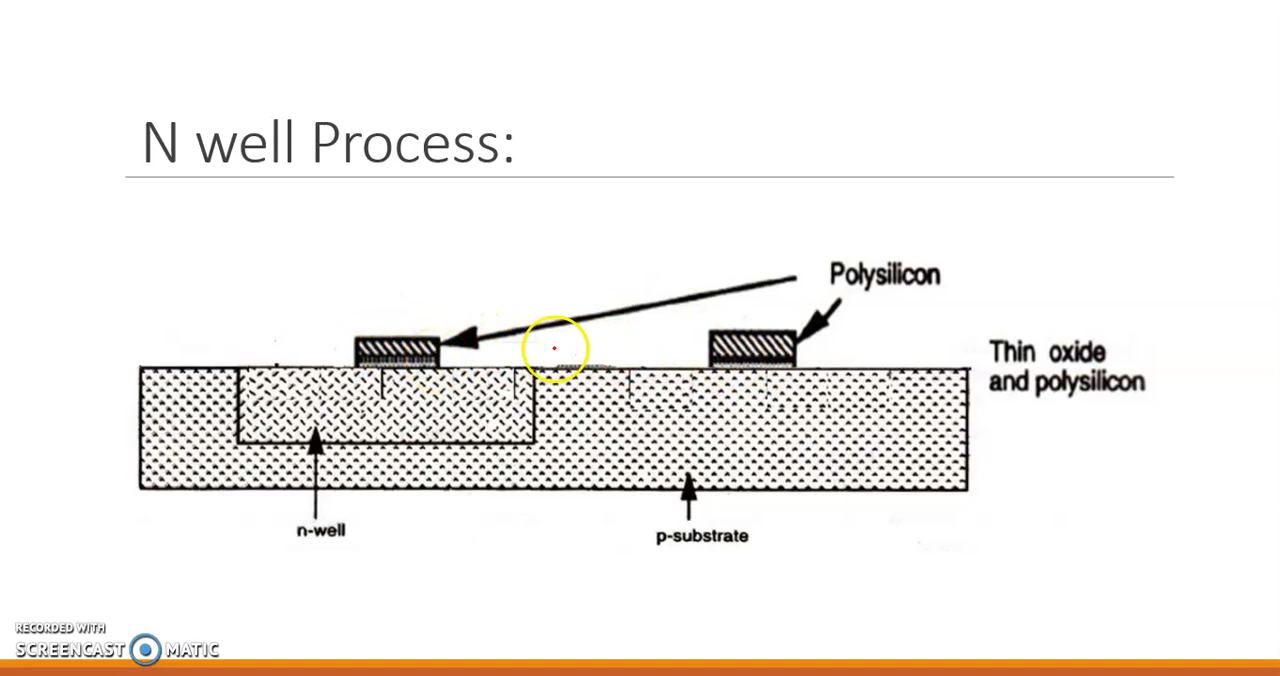 N well Process:
Polysilicon
Thin oxide
and polysilicon
n-well
p-substrate
RECORDED WITH
SCREENCAST MATIC